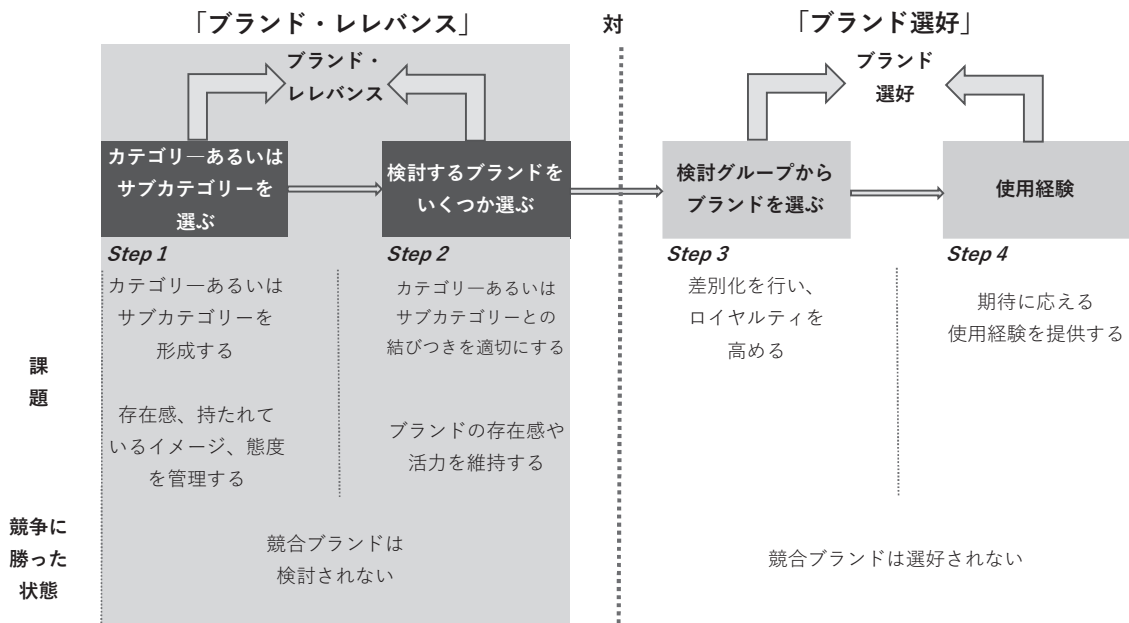 「ブランド・レレバンス」
対
「ブランド選好」
ブランド・
レレバンス
ブランド
選好
カテゴリーあるいは
サブカテゴリーを
選ぶ
検討するブランドを
いくつか選ぶ
検討グループから
ブランドを選ぶ
使用経験
Step 1
Step 2
Step 3
Step 4
課
題
カテゴリーあるいは
サブカテゴリーを
形成する
カテゴリーあるいは
サブカテゴリーとの
結びつきを適切にする
差別化を行い、
ロイヤルティを
高める
期待に応える
使用経験を提供する
存在感、持たれて
いるイメージ、態度
を管理する
ブランドの存在感や
活力を維持する
競争に
勝った
状態
競合ブランドは
検討されない
競合ブランドは選好されない